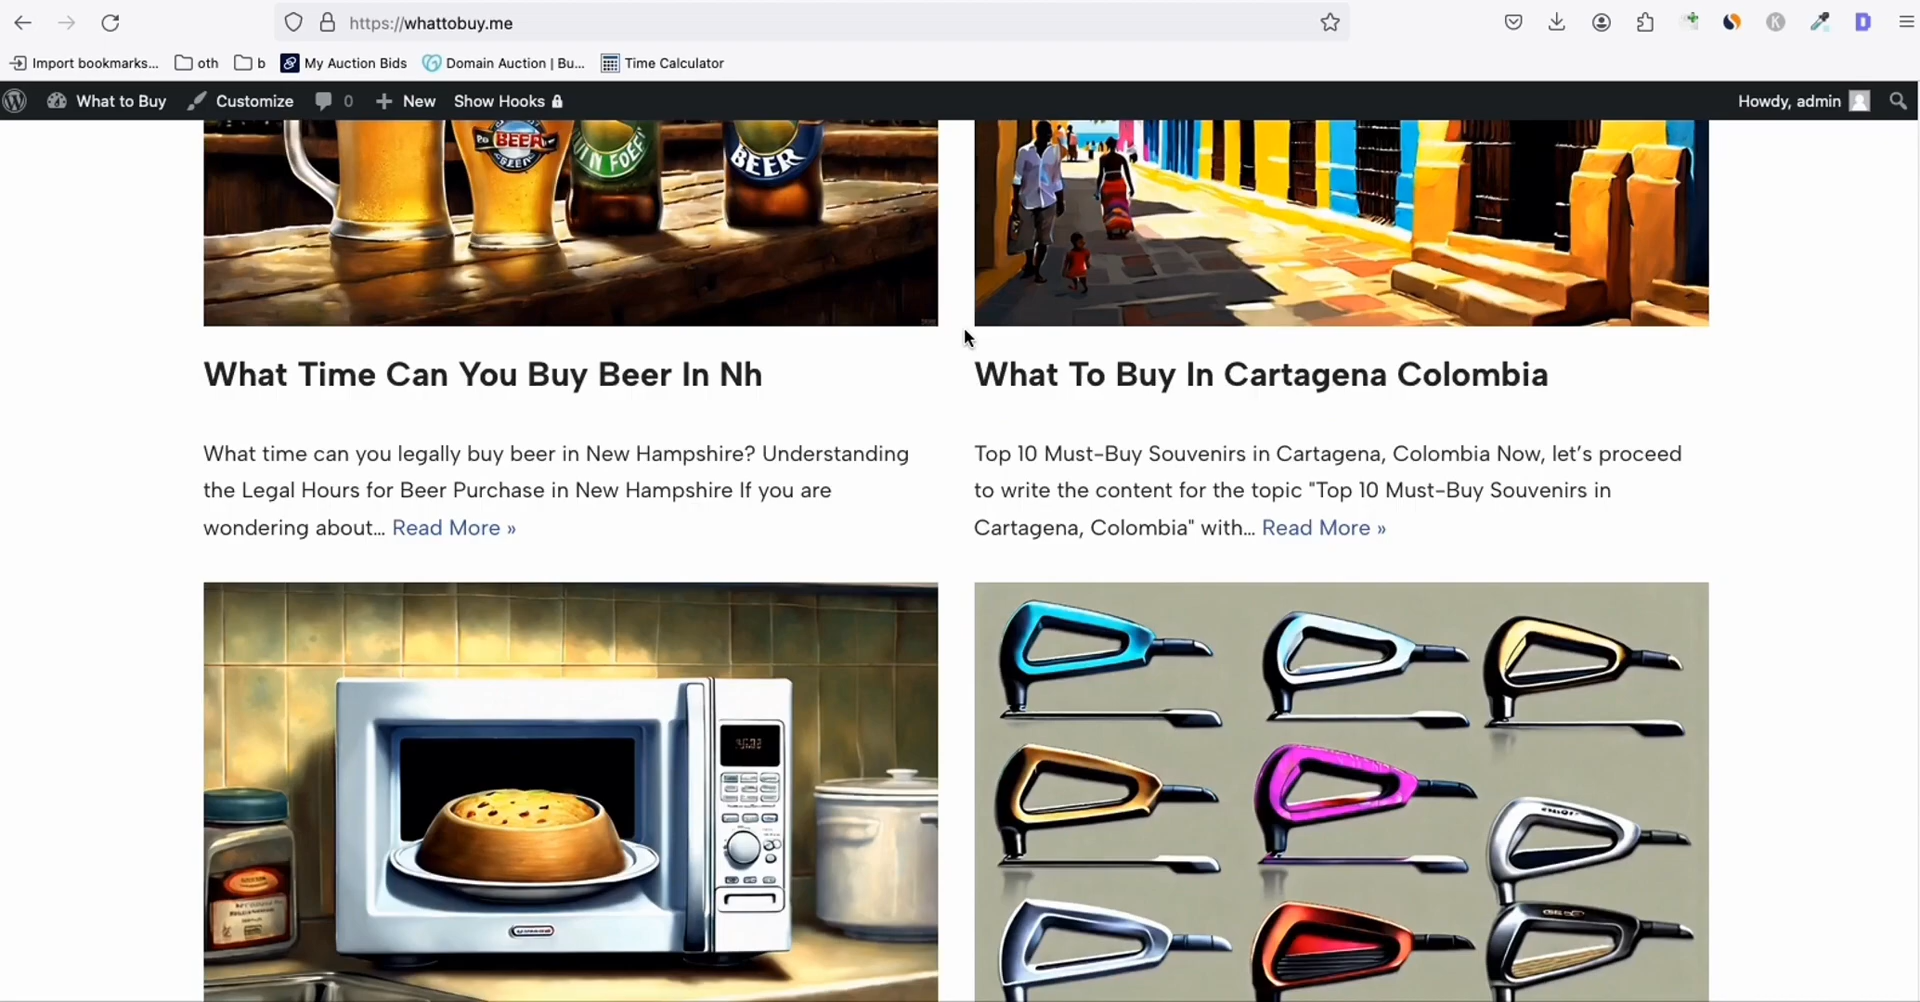 https://whattobuy.me
Import bookmarks...
oth
b
My Auction Bids
Domain Auction | Bu...
Time Calculator
What to Buy
Customize
0
New
Show Hooks
Howdy, admin
K
D
BEER
BEER
What Time Can You Buy Beer In Nh
What time can you legally buy beer in New Hampshire? Understanding
the Legal Hours for Beer Purchase in New Hampshire If you are
wondering about… Read More »
What To Buy In Cartagena Colombia
Top 10 Must-Buy Souvenirs in Cartagena, Colombia Now, let’s proceed
to write the content for the topic "Top 10 Must-Buy Souvenirs in
Cartagena, Colombia" with… Read More »